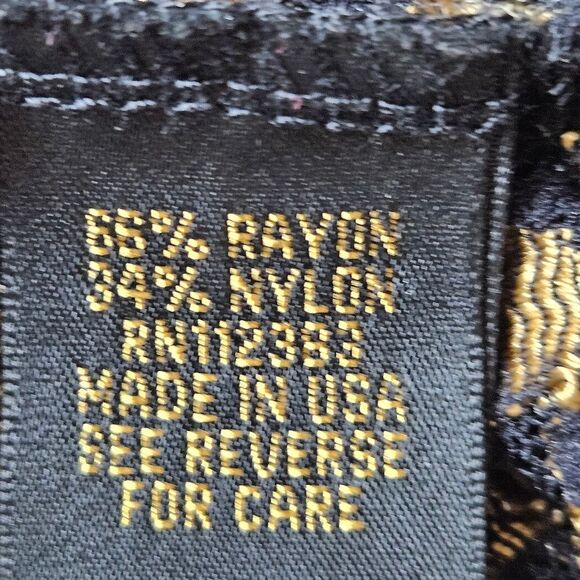 66% RAYON
34% NYLON
RN112383
MADE IN USA
SEE REVERSE
FOR CARE